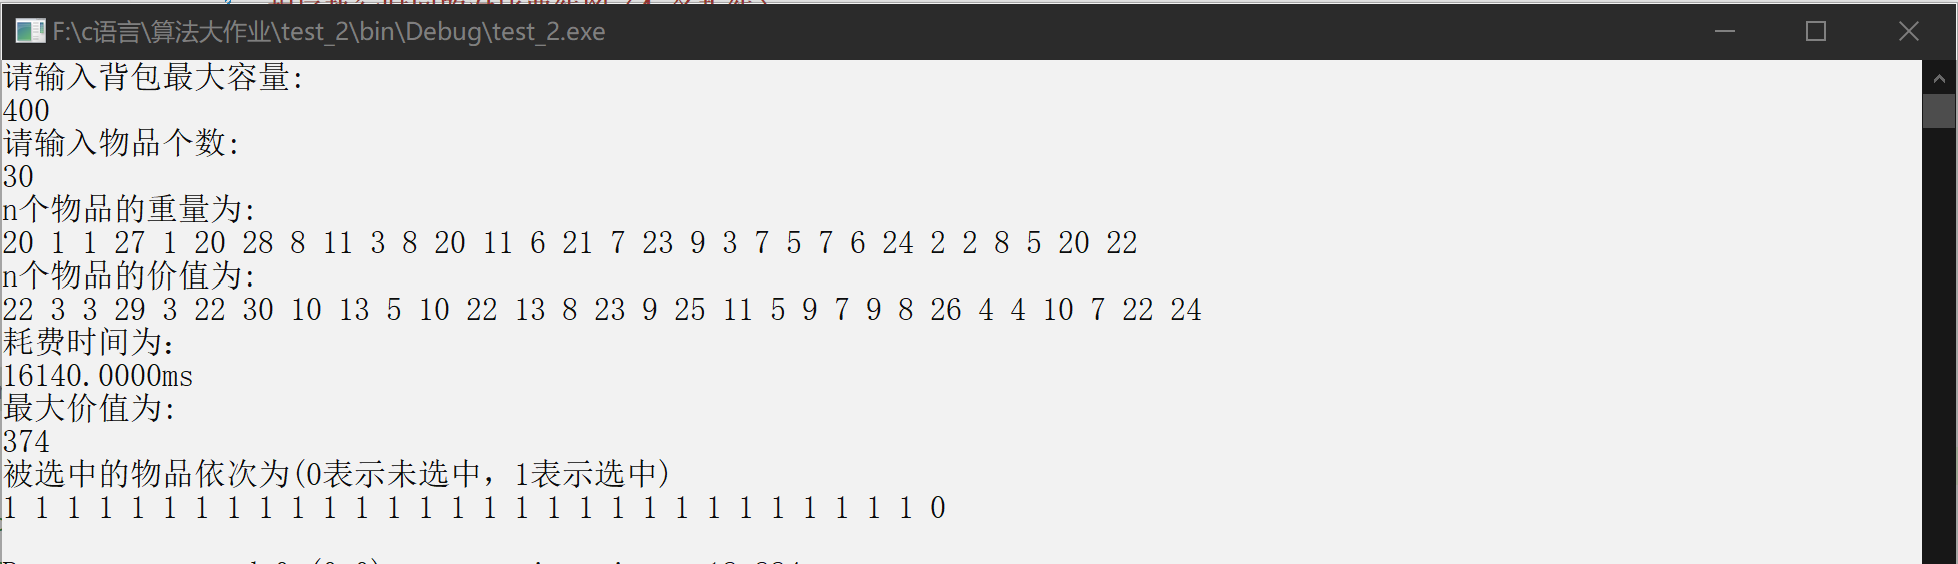 F:\c语言\算法大作业\test_2\bin\Debug\test_2.exe
请输入背包最大容量:
400
请输入物品个数:
30
n个物品的重量为:
20 1 1 27 1 20 28 8 11 3 8 20 11 6 21 7 23 9 3 7 5 7 6 24 2 2 8 5 20 22
n个物品的价值为:
22 3 3 29 3 22 30 10 13 5 10 22 13 8 23 9 25 11 5 9 7 9 8 26 4 4 10 7 22 24
耗费时间为:
16140.0000ms
最大价值为:
374
被选中的物品依次为(0表示未选中，1表示选中)
1 1 1 1 1 1 1 1 1 1 1 1 1 1 1 1 1 1 1 1 1 1 1 1 1 1 1 1 1 0